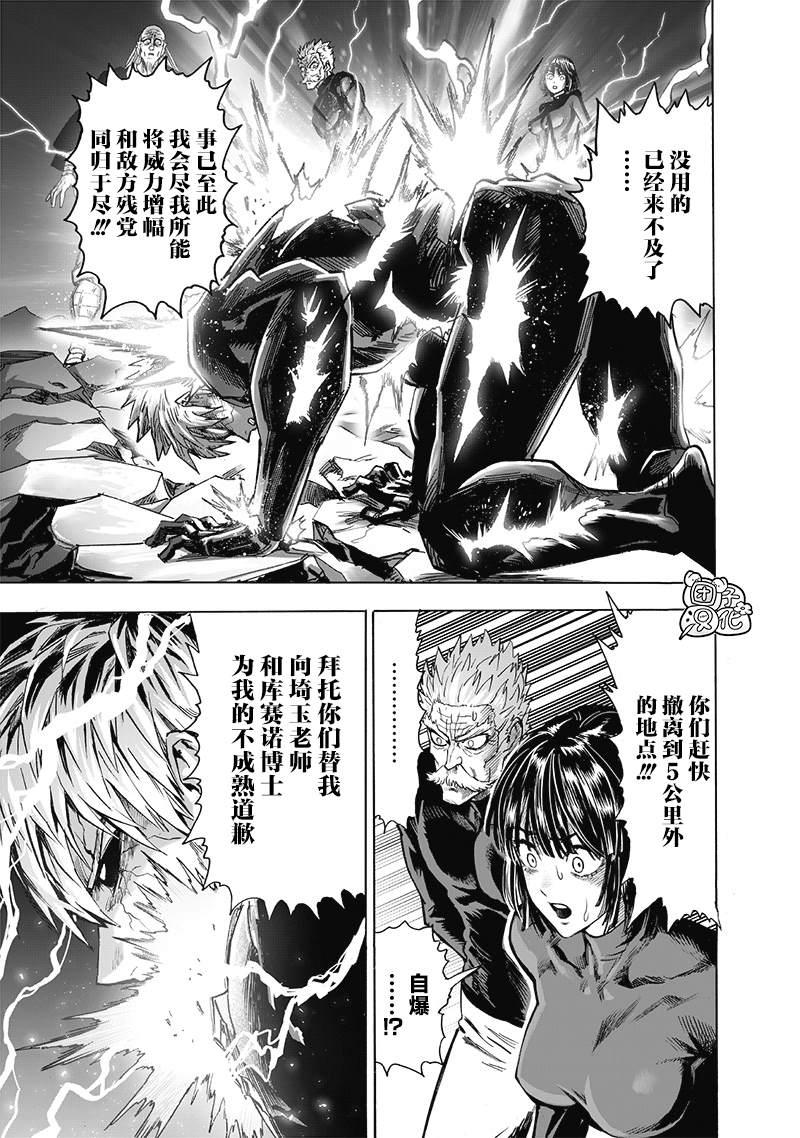 没用的
已经来不及了
……
事已至此
我会尽我所能
将威力增幅
和敌方残党
同归于尽!!!
团子
汉化
你们赶快
撤离到5公里外
的地点!!!
…………
自爆
……!?
拜托你们替我
向埼玉老师
和库赛诺博士
为我的不成熟道歉